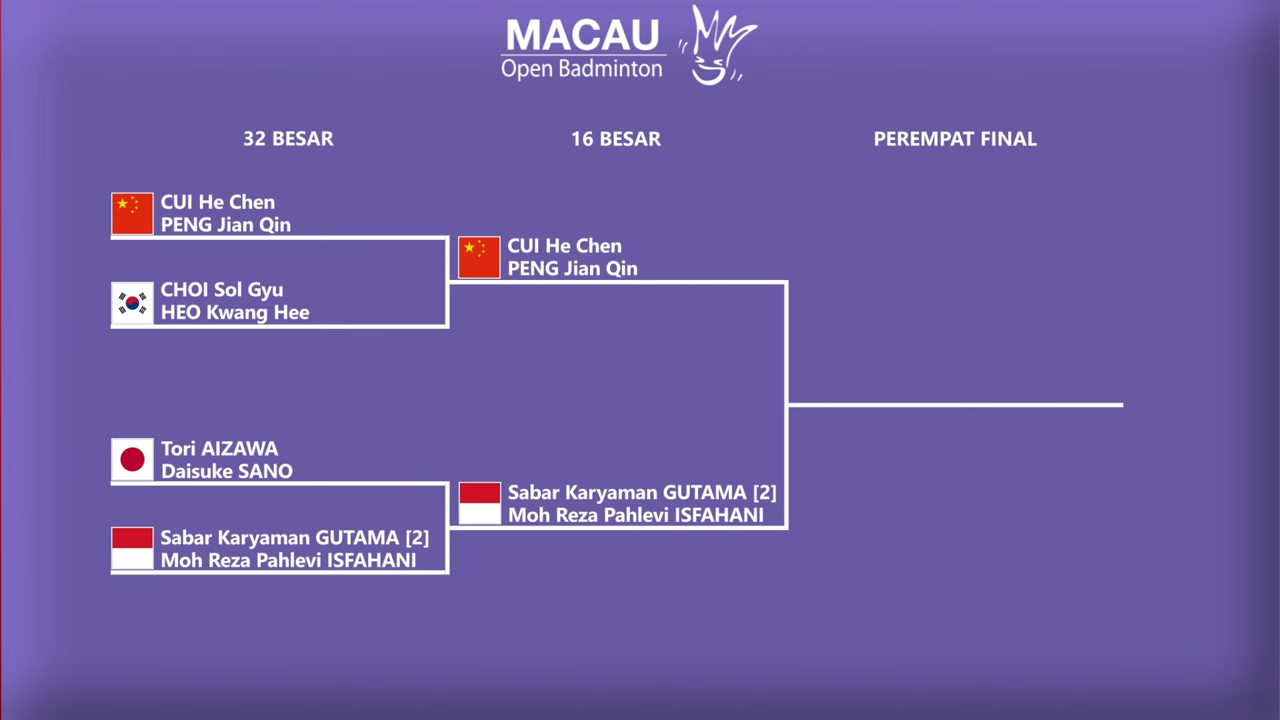 MACAU
Open Badminton
32 BESAR
16 BESAR
PEREMPAT FINAL
CUI He Chen
PENG Jian Qin
CHOI Sol Gyu
HEO Kwang Hee
Tori AIZAWA
Daisuke SANO
Sabar Karyaman GUTAMA [2]
Moh Reza Pahlevi ISFAHANI
CUI He Chen
PENG Jian Qin
Sabar Karyaman GUTAMA [2]
Moh Reza Pahlevi ISFAHANI